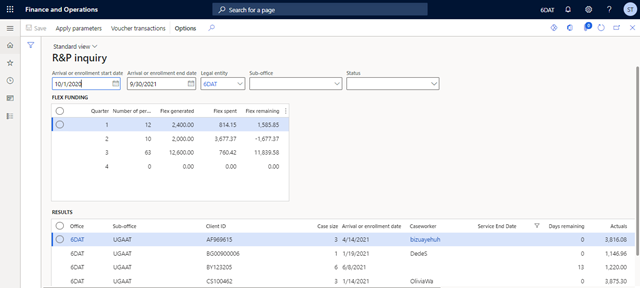 Finance and Operations
Search for a page
6DAT
ST
Save Apply parameters Voucher transactions Options
0
Standard view
R&P inquiry
Arrival or enrollment start date Arrival or enrollment end date Legal entity Sub-office Status
10/1/2020 9/30/2021 6DAT
FLEX FUNDING
Quarter Number of per... Flex generated Flex spent Flex remaining
1 12 2,400.00 814.15 1,585.85
2 10 2,000.00 3,677.37 -1,677.37
3 63 12,600.00 760.42 11,839.58
4 0 0.00 0.00 0.00
RESULTS
Office Sub-office Client ID Case size Arrival or enrollment date Caseworker Service End Date Days remaining Actuals
6DAT UGAAT AF969615 3 4/14/2021 bizuayehuh 0 3,816.08
6DAT UGAAT BG00900006 1 1/19/2021 DedeS 0 1,146.96
6DAT UGAAT BY123205 6 6/8/2021 13 1,220.00
6DAT UGAAT CS100462 3 1/14/2021 OliviaWa 0 3,875.30